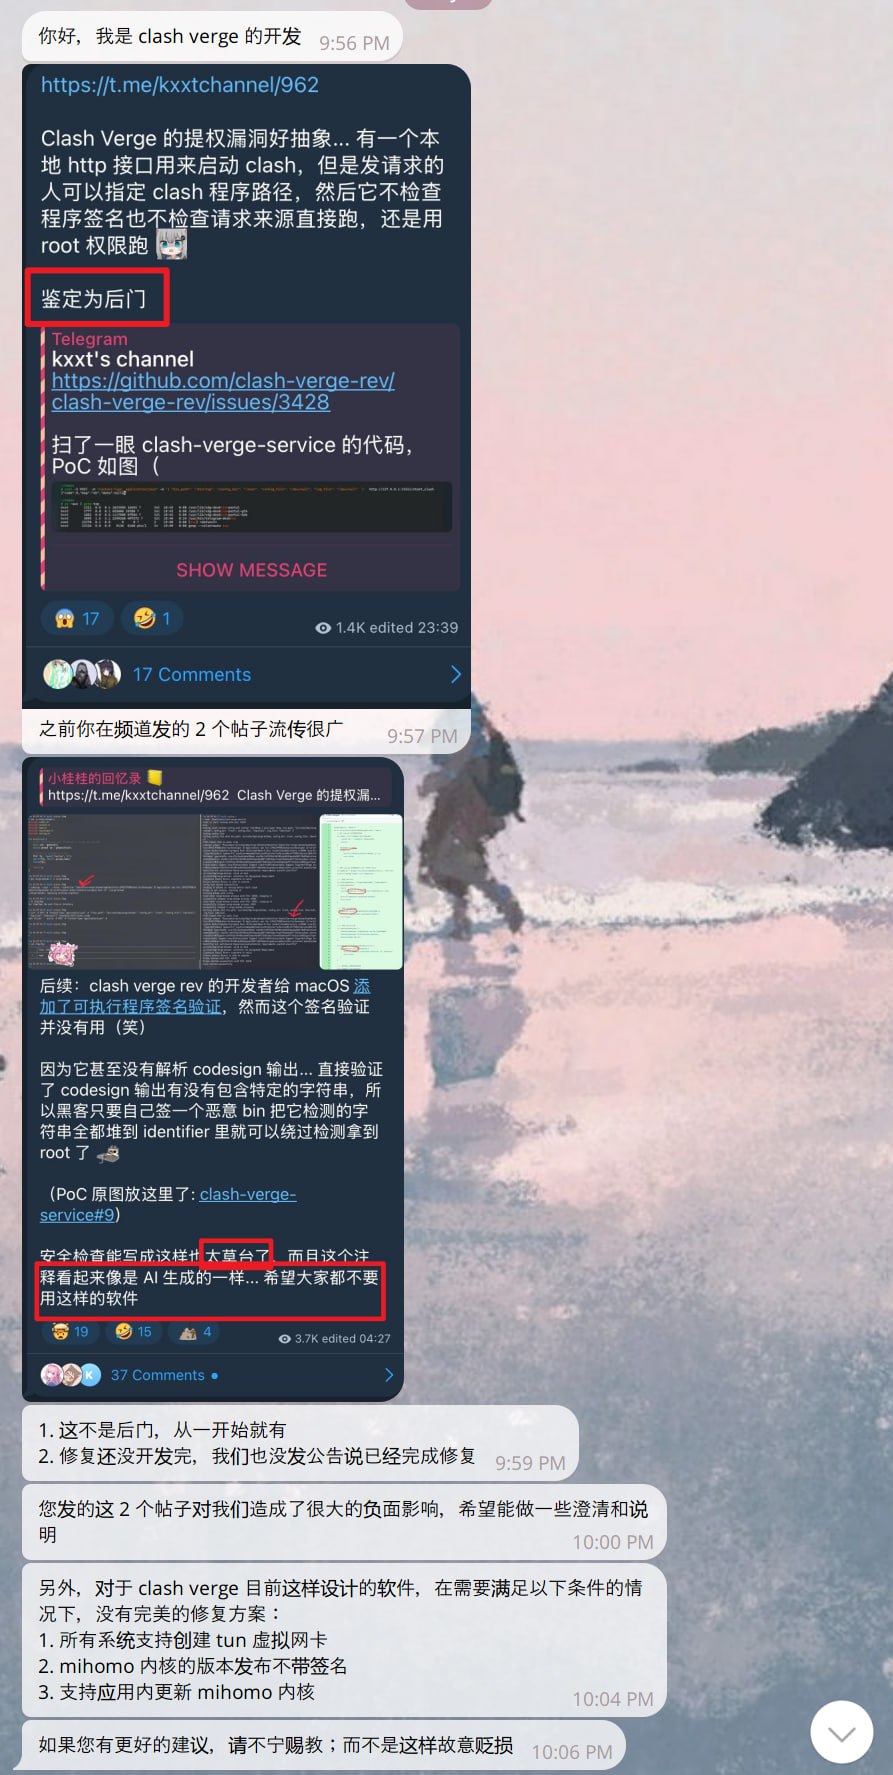 你好，我是 clash verge 的开发
9:56 PM
https://t.me/kxxtchannel/962
Clash Verge 的提权漏洞好抽象... 有一个本
地 http 接口用来启动 clash，但是发请求的
人可以指定 clash 程序路径，然后它不检查
程序签名也不检查请求来源直接跑，还是用
root 权限跑
鉴定为后门
Telegram
kxxt's channel
https://github.com/clash-verge-rev/
clash-verge-rev/issues/3428
扫了一眼 clash-verge-service 的代码，
PoC 如图（
SHOW MESSAGE
17
1
1.4K edited 23:39
17 Comments
之前你在频道发的 2 个帖子流传很广
9:57 PM
小桂桂的回忆录
https://t.me/kxxtchannel/962 Clash Verge 的提权漏...
后续：clash verge rev 的开发者给 macOS 添
加了可执行程序签名验证，然而这个签名验证
并没有用（笑）
因为它甚至没有解析 codesign 输出... 直接验证
了 codesign 输出有没有包含特定的字符串，所
以黑客只要自己签一个恶意 bin 把它检测的字
符串全都堆到 identifier 里就可以绕过检测拿到
root 了
（PoC 原图放这里了: clash-verge-
service#9）
安全检查能写成这样也太草台了，而且这个注
释看起来像是 AI 生成的一样... 希望大家都不要
用这样的软件
19
15
4
3.7K edited 04:27
K
37 Comments
1. 这不是后门，从一开始就有
2. 修复还没开发完，我们也没发公告说已经完成修复
9:59 PM
您发的这 2 个帖子对我们造成了很大的负面影响，希望能做一些澄清和说
明
10:00 PM
另外，对于 clash verge 目前这样设计的软件，在需要满足以下条件的情
况下，没有完美的修复方案：
1. 所有系统支持创建 tun 虚拟网卡
2. mihomo 内核的版本发布不带签名
3. 支持应用内更新 mihomo 内核
10:04 PM
如果您有更好的建议，请不宁赐教；而不是这样故意贬损
10:06 PM